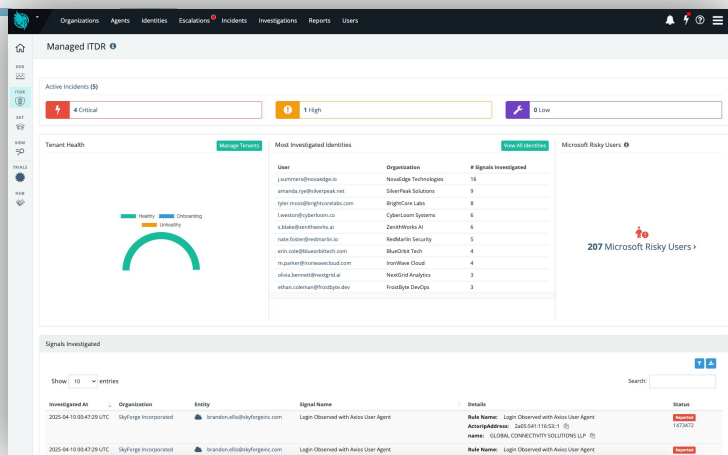 Organizations Agents Identities Escalations Incidents Investigations Reports Users
Managed ITDR
EDR
ITDR
SAT
SIEM
TRIALS
HUB
Active Incidents (5)
4 Critical
1 High
0 Low
Tenant Health
Manage Tenants
Healthy Onboarding
Unhealthy
Most Investigated Identities
View All Identities
User Organization # Signals Investigated
j.summers@novaedge.io NovaEdge Technologies 16
amanda.rye@silverpeak.net SilverPeak Solutions 9
tyler.moss@brightcorelabs.com BrightCore Labs 8
l.weston@cyberloom.co CyberLoom Systems 6
s.blake@zenithworks.ai ZenithWorks AI 6
nate.foster@redmarlin.io RedMarlin Security 5
erin.cole@blueorbittech.com BlueOrbit Tech 4
m.parker@ironwavecloud.com IronWave Cloud 4
olivia.bennett@nextgrid.ai NextGrid Analytics 3
ethan.coleman@frostbyte.dev FrostByte DevOps 3
Microsoft Risky Users
207 Microsoft Risky Users ›
Signals Investigated
Show 10 entries
Search:
Investigated At Organization Entity Signal Name Details Status
2025-04-10 00:47:29 UTC SkyForge Incorporated brandon.ellis@skyforgeinc.com Login Observed with Axios User Agent Rule Name: Login Observed with Axios User Agent Reported
ActoripAddress: 2a05:541:116:53::1 1473472
name: GLOBAL CONNECTIVITY SOLUTIONS LLP
2025-04-10 00:47:29 UTC SkyForge Incorporated brandon.ellis@skyforgeinc.com Login Observed with Axios User Agent Rule Name: Login Observed with Axios User Agent Reported